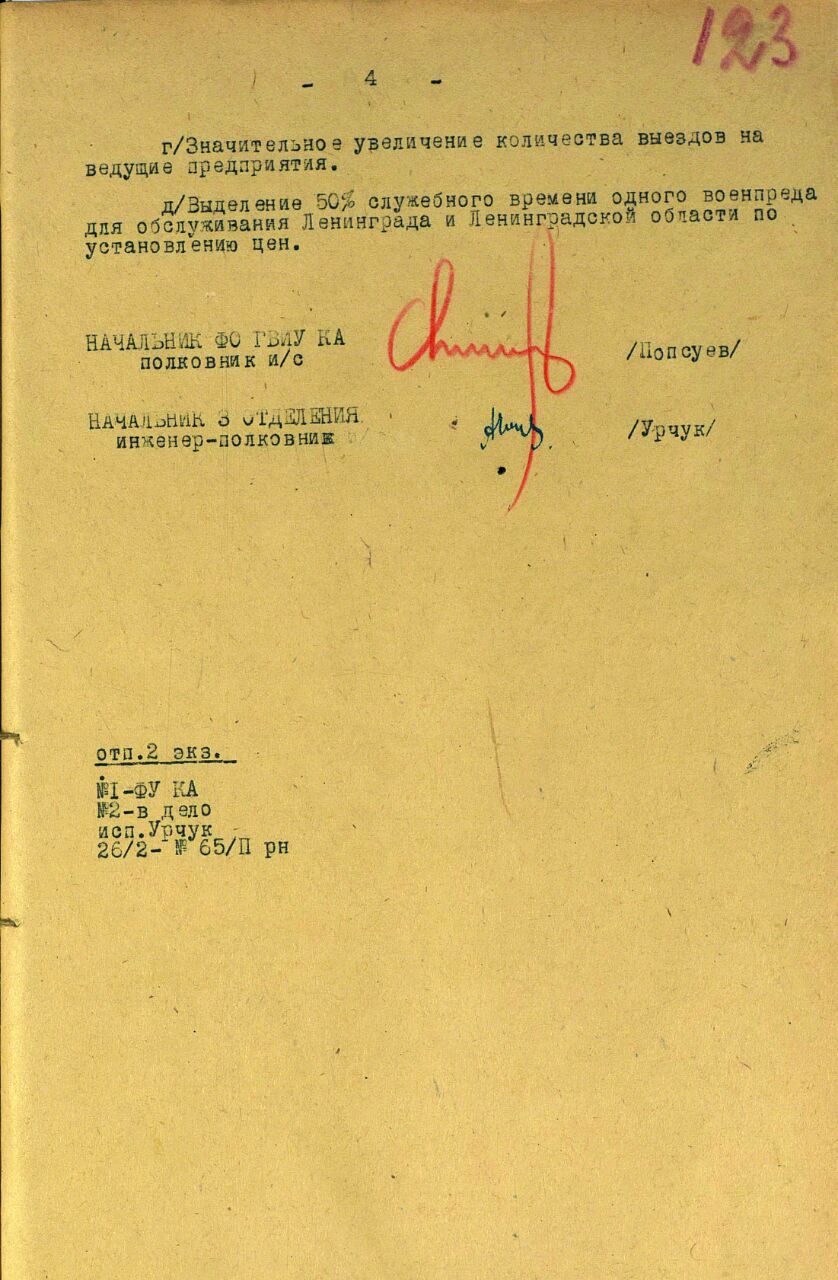 123
- 4 -
г/Значительное увеличение количества выездов на
ведущие предприятия.
д/Выделение 50% служебного времени одного военпреда
для обслуживания Ленинграда и Ленинградской области по
установлению цен.
НАЧАЛЬНИК ФО ГВИУ КА
полковник и/с /Попсуев/
НАЧАЛЬНИК 3 ОТДЕЛЕНИЯ
инженер-полковник /Урчук/
отп.2 экз.
№1-ФУ КА
№2-в дело
исп.Урчук
26/2- № 65/П рн